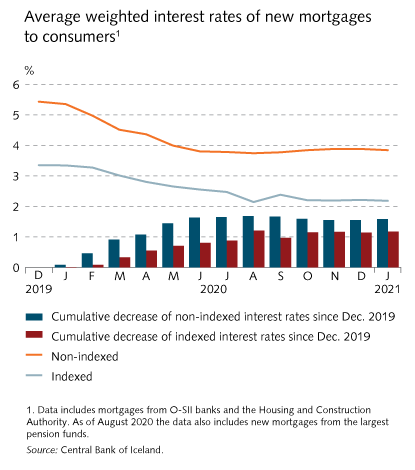 Average weighted interest rates of new mortgages
to consumers¹
%
6
5
4
3
2
1
0
D J F M A M J J A S O N D J
2019 2020 2021
Cumulative decrease of non-indexed interest rates since Dec. 2019
Cumulative decrease of indexed interest rates since Dec. 2019
Non-indexed
Indexed
1. Data includes mortgages from O-SII banks and the Housing and Construction
Authority. As of August 2020 the data also includes new mortgages from the largest
pension funds.
Source: Central Bank of Iceland.